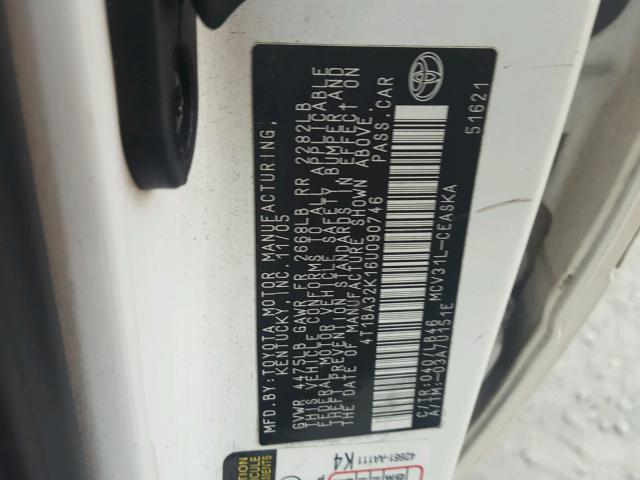 MFD.BY:TOYOTA MOTOR MANUFACTURING,
KENTUCKY, INC. 11/05
GVWR 4475LB GAWR FR 2668LB RR 2282LB
THIS VEHICLE CONFORMS TO ALL APPLICABLE
FEDERAL MOTOR VEHICLE SAFETY, BUMPER, AND
THEFT PREVENTION STANDARDS IN EFFECT ON
THE DATE OF MANUFACTURE SHOWN ABOVE.
4T1BA32K16U090746 PASS.CAR
C/TR:040/LB46 MCV31L-CEASKA
A/TM:-03A/U151E 51621
42661-AA111
K4